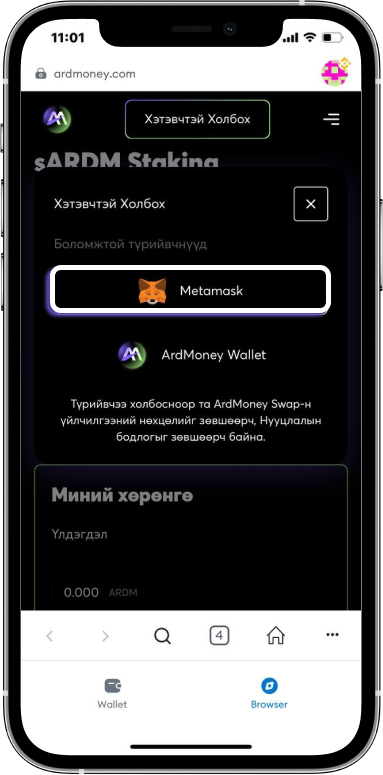 11:01
ardmoney.com
Хэтэвчтэй Холбох
sARDM Staking
Хэтэвчтэй Холбох
Боломжтой түрийвчнүүд
Metamask
ArdMoney Wallet
Түрийвчээ холбосноор та ArdMoney Swap-н
үйлчилгээний нөхцөлийг зөвшөөрч, Нууцлалын
бодлогыг зөвшөөрч байна.
Миний хөрөнгө
Үлдэгдэл
0.000 ARDM
4
Wallet Browser